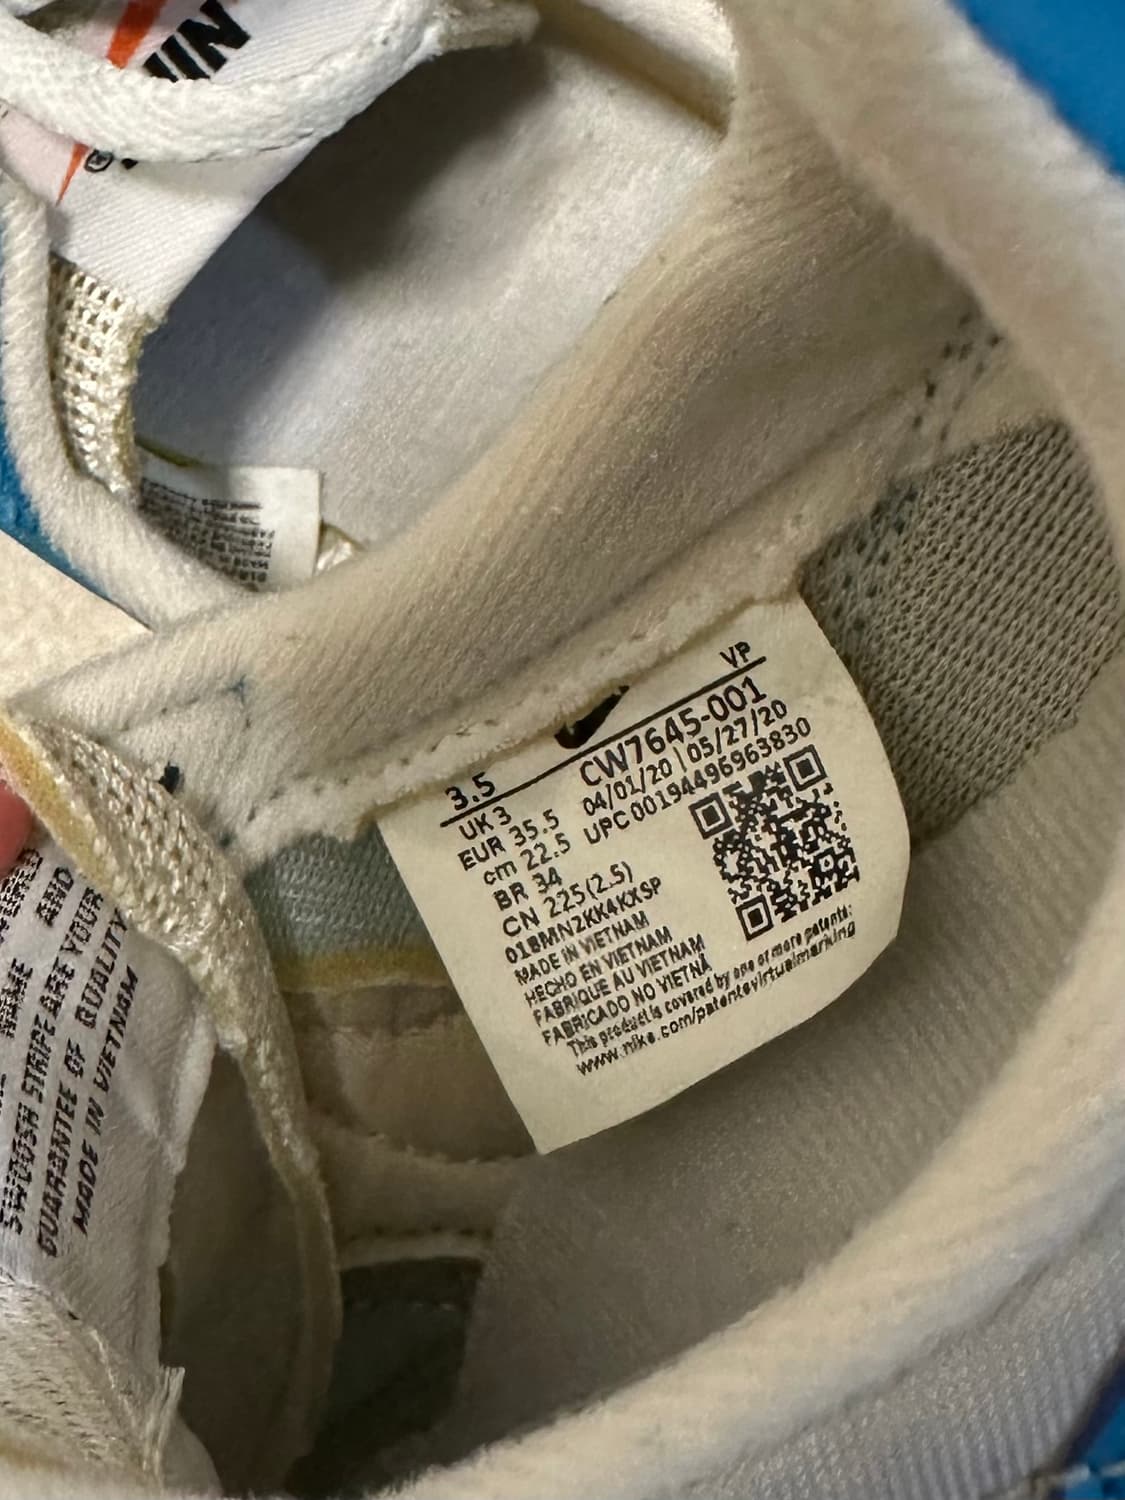 VP
3.5 CW7645-001
UK 3 04/01/20 | 05/27/20
EUR 35.5 UPC 00194496963830
cm 22.5
BR 34
CN 225(2.5)
018MN2KK4KXSP
MADE IN VIETNAM
HECHO EN VIETNAM
FABRIQUE AU VIETNAM
FABRICADO NO VIETNÃ
This product is covered by one or more patents:
www.nike.com/patentsvirtualmarking
AND
SWOOSH STRIPE ARE YOUR
GUARANTEE OF QUALITY
MADE IN VIETNAM